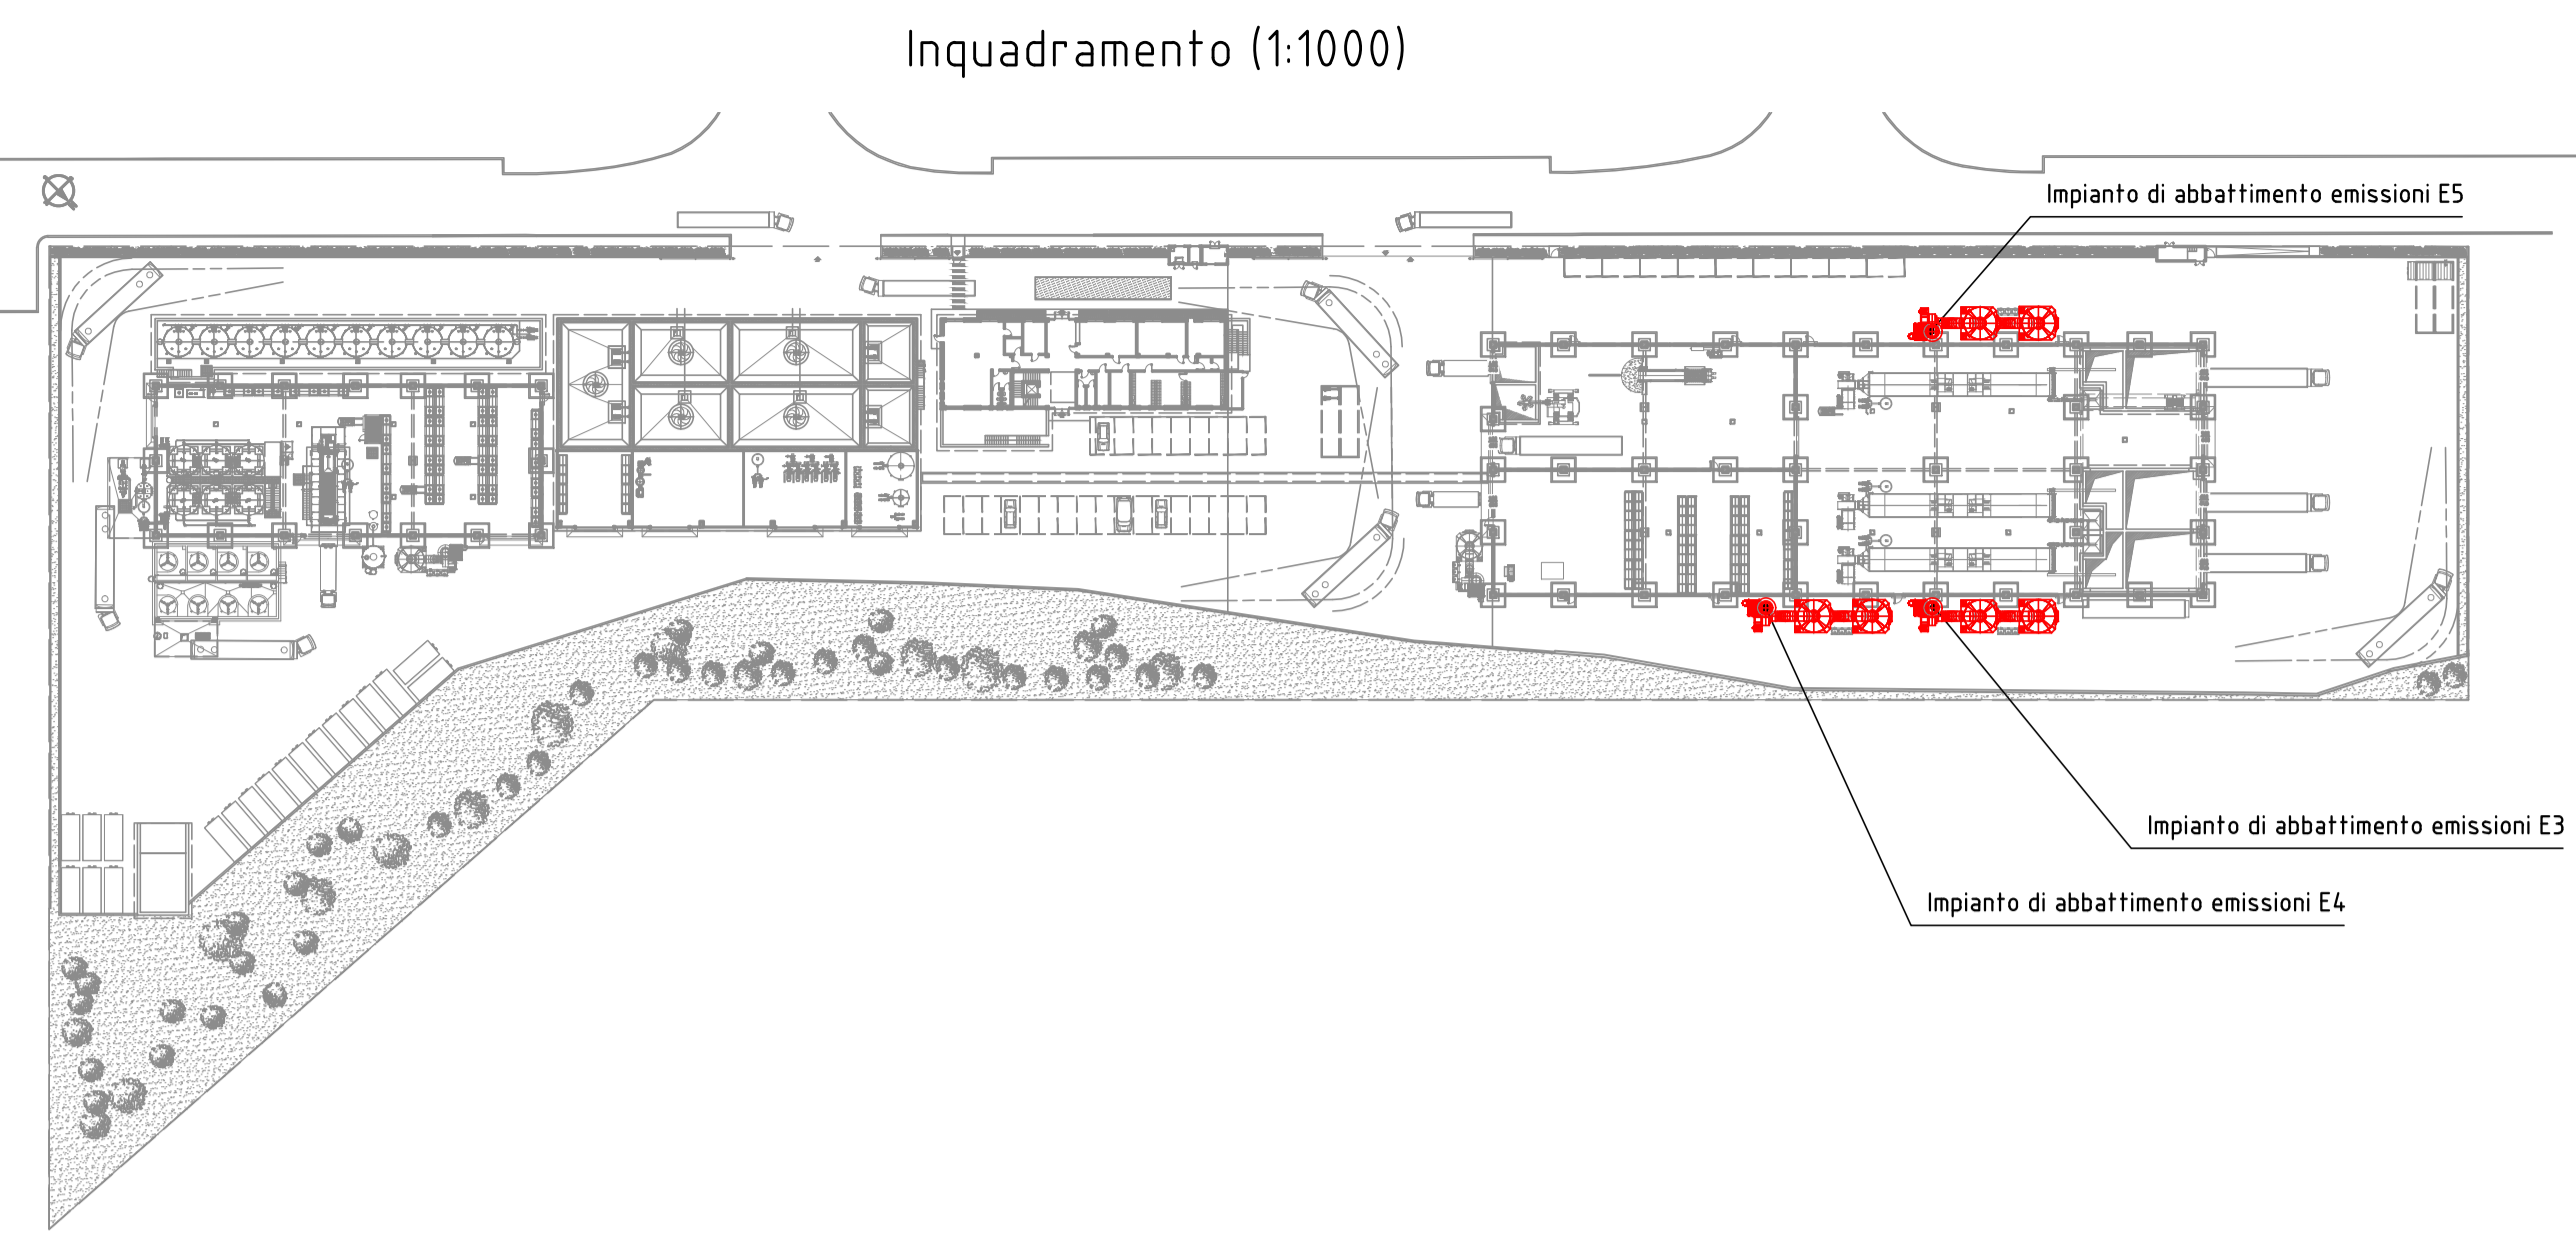 Inquadramento (1:1000)
Impianto di abbattimento emissioni E5
Impianto di abbattimento emissioni E3
Impianto di abbattimento emissioni E4